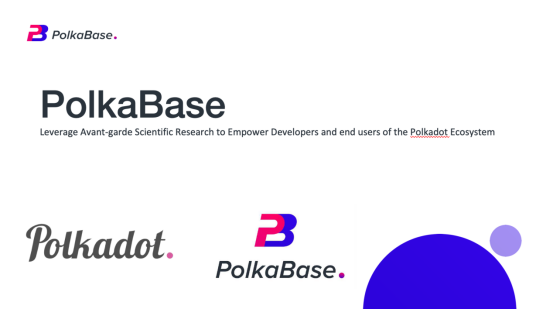 PolkaBase.
PolkaBase
Leverage Avant-garde Scientific Research to Empower Developers and end users of the Polkadot Ecosystem
Polkadot.
PolkaBase.